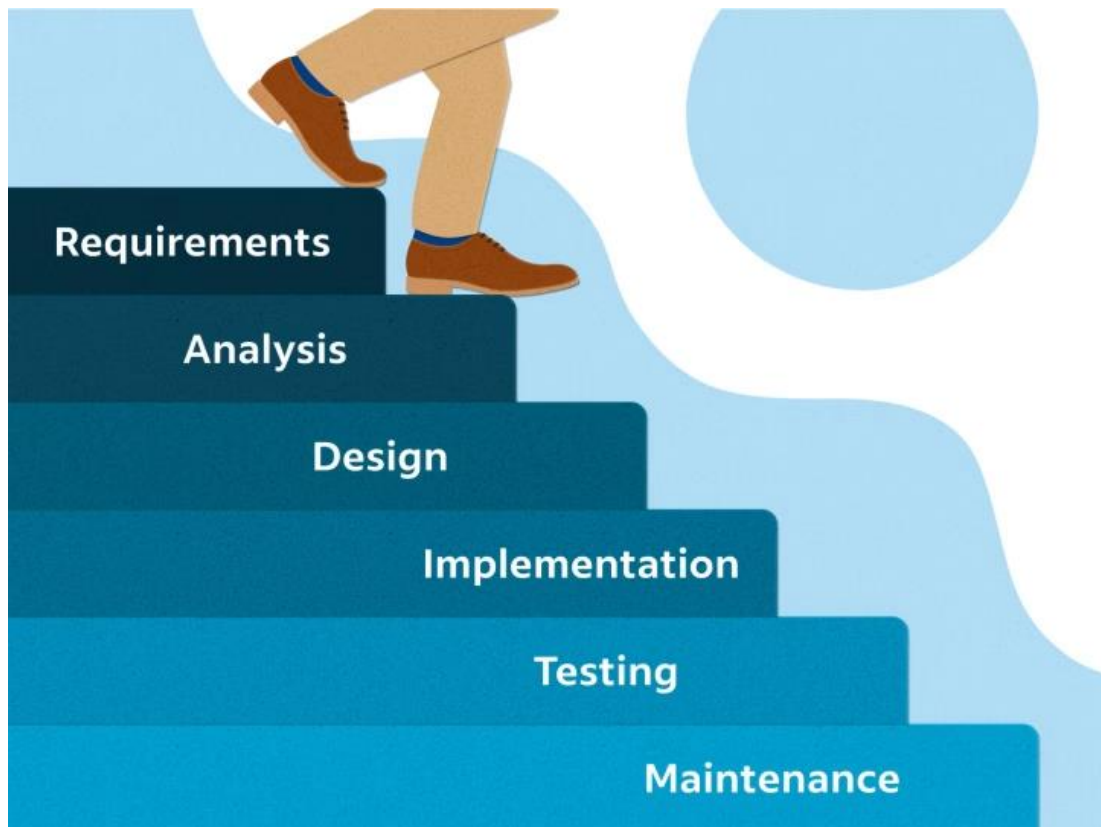 Requirements
Analysis
Design
Implementation
Testing
Maintenance